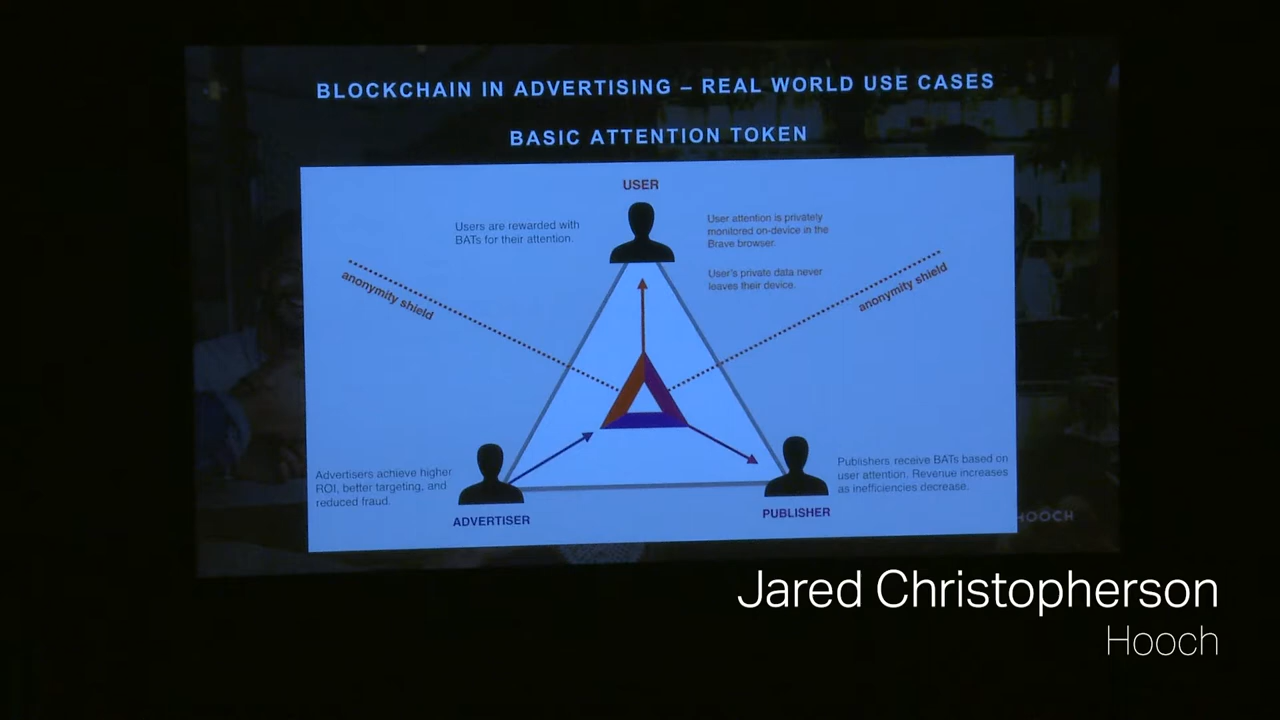 BLOCKCHAIN IN ADVERTISING – REAL WORLD USE CASES
BASIC ATTENTION TOKEN
USER
Users are rewarded with
BATs for their attention.
User attention is privately
monitored on-device in the
Brave browser.
User's private data never
leaves their device.
anonymity shield
anonymity shield
Advertisers achieve higher
ROI, better targeting, and
reduced fraud.
ADVERTISER
Publishers receive BATs based on
user attention. Revenue increases
as inefficiencies decrease.
PUBLISHER
HOOCH
Jared Christopherson
Hooch